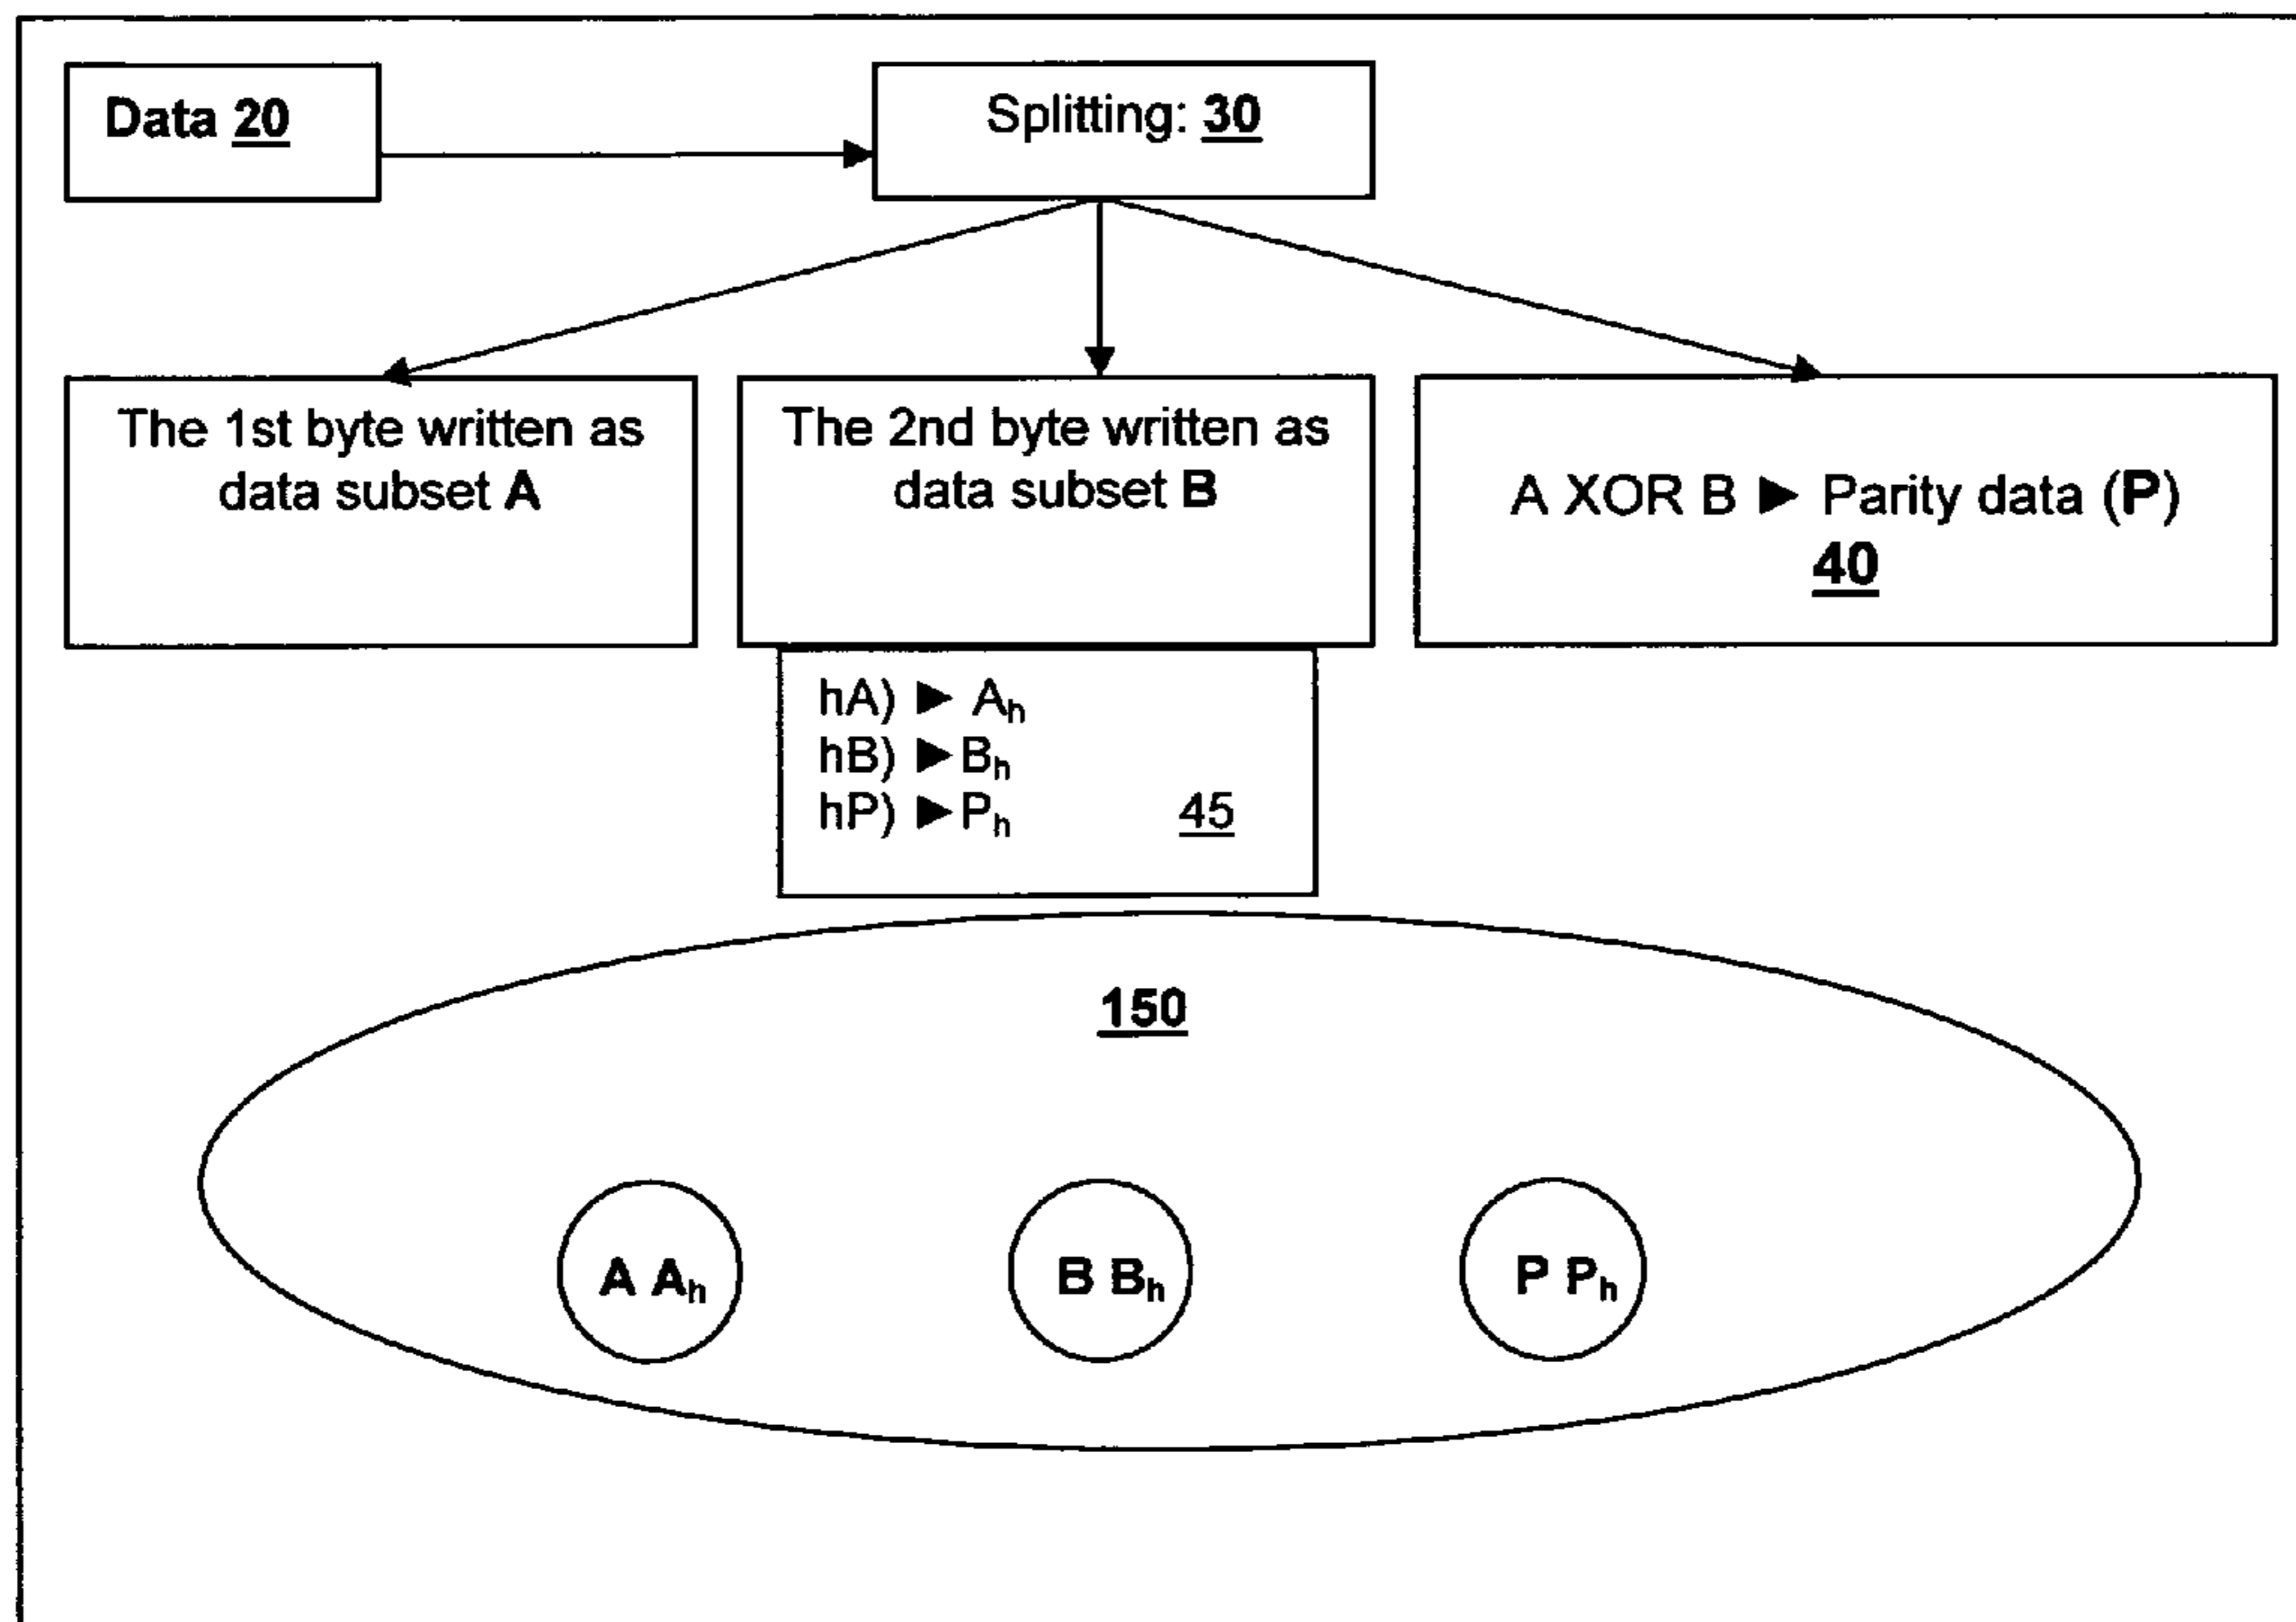 Data 20
Splitting: 30
The 1st byte written as
data subset A
The 2nd byte written as
data subset B
A XOR B ► Parity data (P)
40
hA) ► Ah
hB) ►Bh
hP) ►Ph 45
150
A Ah
B Bh
P Ph